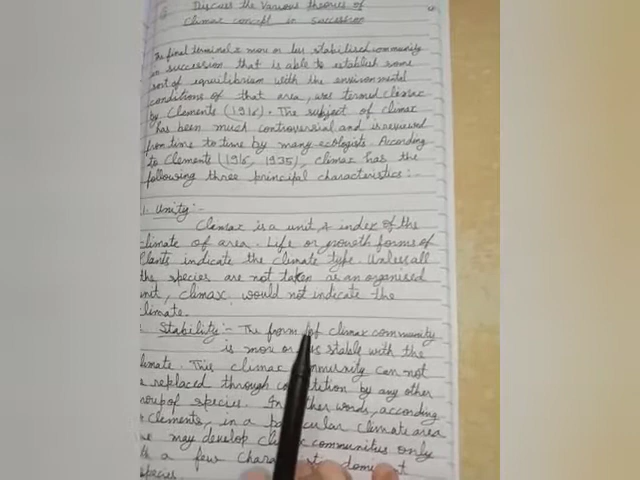 Discuss the various theories of
Climax concept in succession
The final terminal & more or less stabilised community
in succession that is able to establish some
sort of equilibrium with the environmental
conditions of that area, was termed climax
by Clements (1916). The subject of climax
has been much controversial and is reviewed
from time to time by many ecologists. According
to Clements (1916, 1935), climax has the
following three principal characteristics:-
1. Unity:-
Climax is a unit, & index of the
climate of area. Life or growth forms of
Plants indicate the climate type. Unless all
the species are not taken as an organised
unit, climax would not indicate the
climate.
Stability:- The form of climax community
is more or less stable with the
climate. This climax community can not
replaced through by any other
group of species. In other words, according
Clements, in a particular climate area
may develop climax communities only
a few dominant
species.